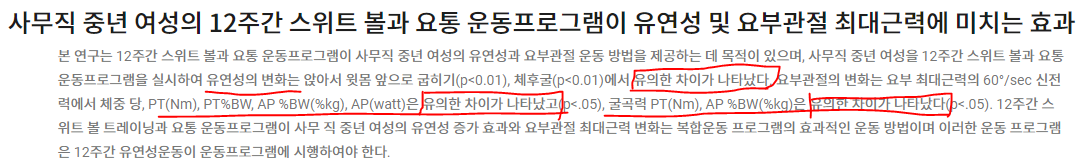 사무직 중년 여성의 12주간 스위트 볼과 요통 운동프로그램이 유연성 및 요부관절 최대근력에 미치는 효과
본 연구는 12주간 스위트 볼과 요통 운동프로그램이 사무직 중년 여성의 유연성과 요부관절 운동 방법을 제공하는 데 목적이 있으며, 사무직 중년 여성을 12주간 스위트 볼과 요통
운동프로그램을 실시하여 유연성의 변화는 앉아서 윗몸 앞으로 굽히기(p<0.01), 체후굴(p<0.01)에서 유의한 차이가 나타났다. 요부관절의 변화는 요부 최대근력의 60°/sec 신전
력에서 체중 당, PT(Nm), PT%BW, AP %BW(%kg), AP(watt)은 유의한 차이가 나타났고(p<.05), 굴곡력 PT(Nm), AP %BW(%kg)은 유의한 차이가 나타났다(p<.05). 12주간 스
위트 볼 트레이닝과 요통 운동프로그램이 사무 직 중년 여성의 유연성 증가 효과와 요부관절 최대근력 변화는 복합운동 프로그램의 효과적인 운동 방법이며 이러한 운동 프로그램
은 12주간 유연성운동이 운동프로그램에 시행하여야 한다.